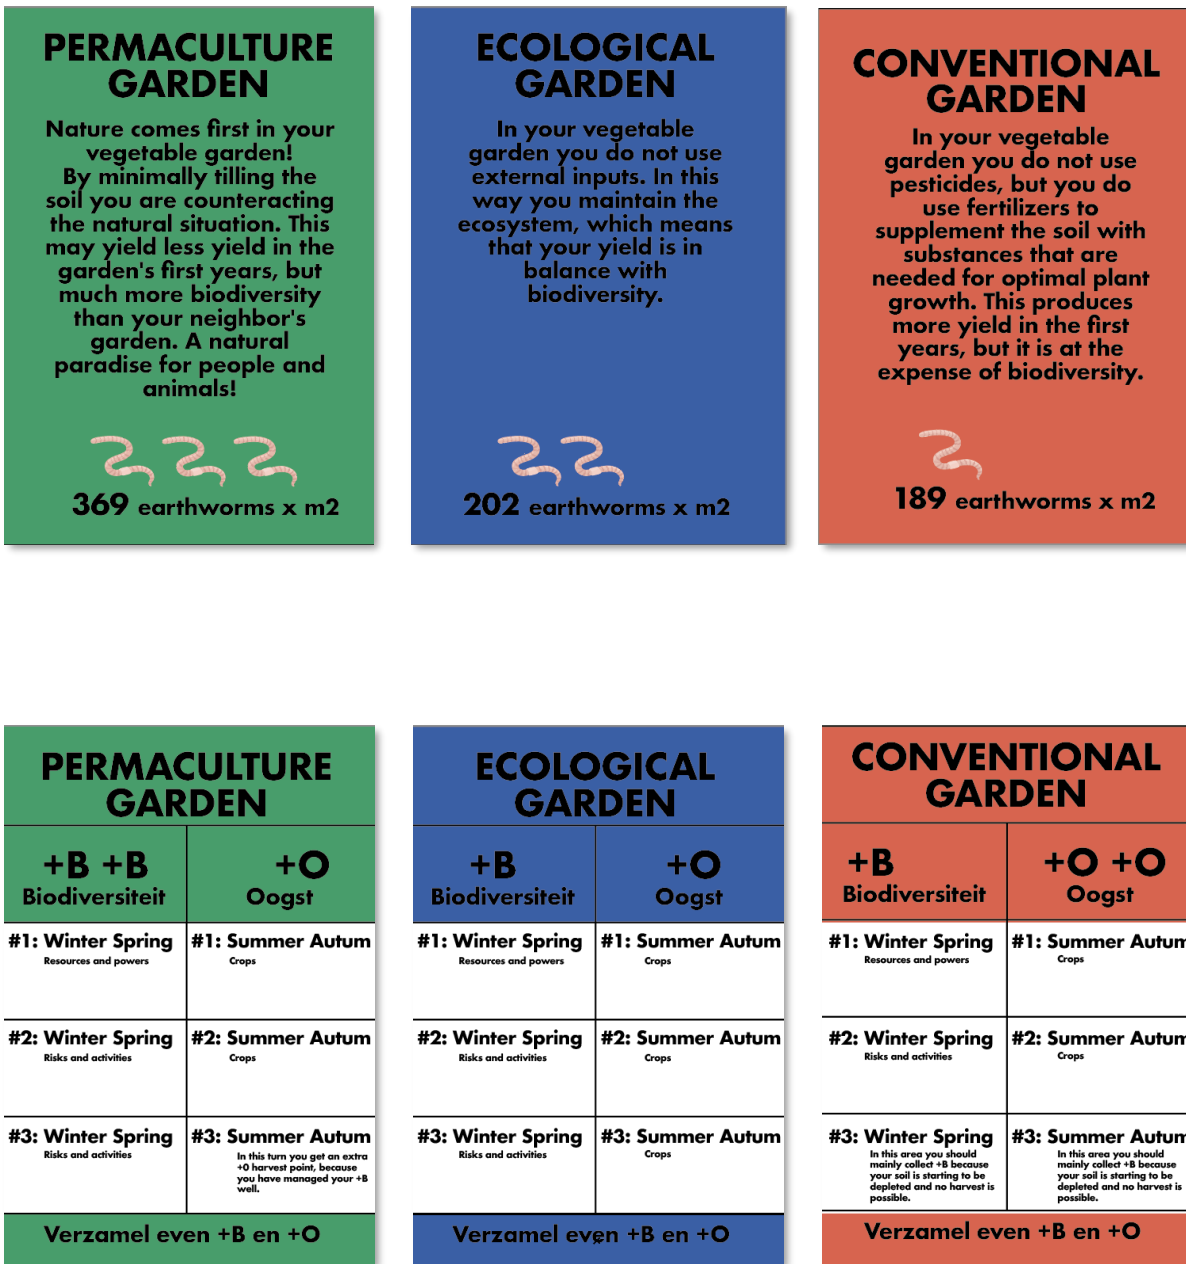 PERMACULTURE
GARDEN
Nature comes first in your
vegetable garden!
By minimally tilling the
soil you are counteracting
the natural situation. This
may yield less yield in the
garden's first years, but
much more biodiversity
than your neighbor's
garden. A natural
paradise for people and
animals!
369 earthworms x m2
ECOLOGICAL
GARDEN
In your vegetable
garden you do not use
external inputs. In this
way you maintain the
ecosystem, which means
that your yield is in
balance with
biodiversity.
202 earthworms x m2
CONVENTIONAL
GARDEN
In your vegetable
garden you do not use
pesticides, but you do
use fertilizers to
supplement the soil with
substances that are
needed for optimal plant
growth. This produces
more yield in the first
years, but it is at the
expense of biodiversity.
189 earthworms x m2
PERMACULTURE
GARDEN
+B +B
Biodiversiteit
+O
Oogst
#1: Winter Spring
Resources and powers
#1: Summer Autum
Crops
#2: Winter Spring
Risks and activities
#2: Summer Autum
Crops
#3: Winter Spring
Risks and activities
#3: Summer Autum
In this turn you get an extra
+0 harvest point, because
you have managed your +B
well.
Verzamel even +B en +O
ECOLOGICAL
GARDEN
+B
Biodiversiteit
+O
Oogst
#1: Winter Spring
Resources and powers
#1: Summer Autum
Crops
#2: Winter Spring
Risks and activities
#2: Summer Autum
Crops
#3: Winter Spring
Risks and activities
#3: Summer Autum
Crops
Verzamel even +B en +O
CONVENTIONAL
GARDEN
+B
Biodiversiteit
+O +O
Oogst
#1: Winter Spring
Resources and powers
#1: Summer Autum
Crops
#2: Winter Spring
Risks and activities
#2: Summer Autum
Crops
#3: Winter Spring
In this area you should
mainly collect +B because
your soil is starting to be
depleted and no harvest is
possible.
#3: Summer Autum
In this area you should
mainly collect +B because
your soil is starting to be
depleted and no harvest is
possible.
Verzamel even +B en +O